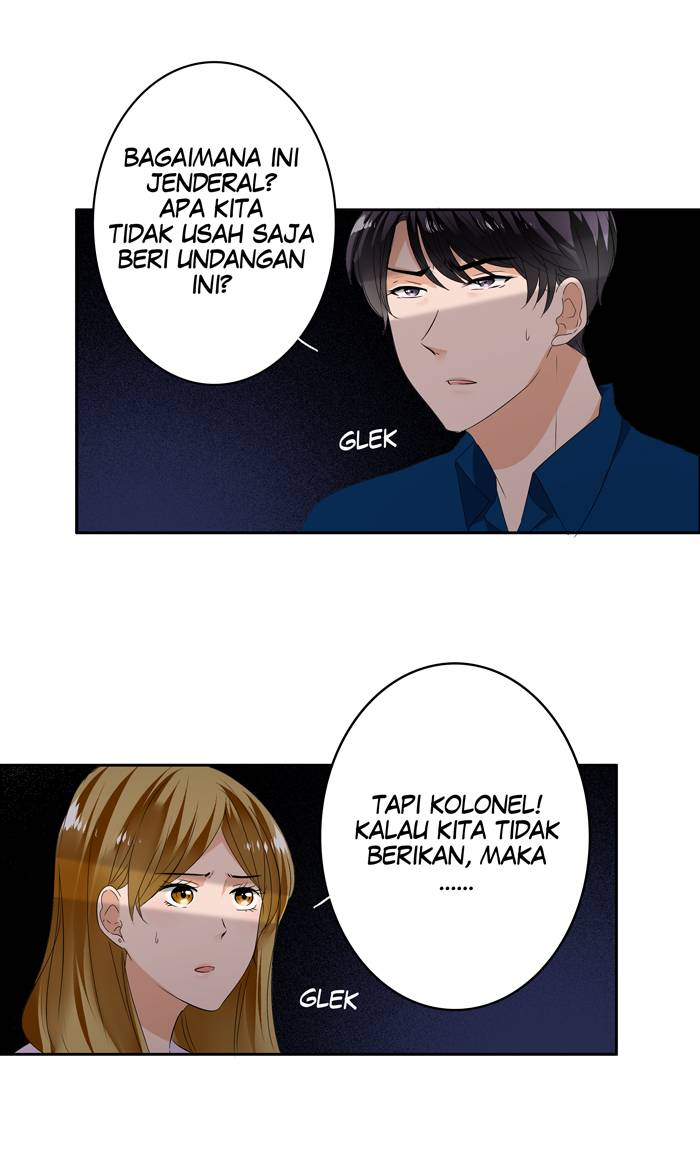 BAGAIMANA INI
JENDERAL?
APA KITA
TIDAK USAH SAJA
BERI UNDANGAN
INI?
GLEK
TAPI KOLONEL!
KALAU KITA TIDAK
BERIKAN, MAKA
......
GLEK